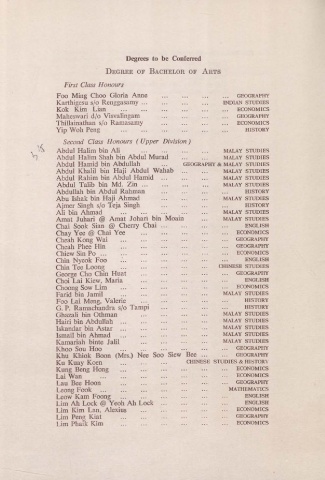 Degrees to be Conferred
DEGREE OF BACHELOR OF ARTS
First Class Honours
Foo Ming Choo Gloria Anne ... ... ... ... GEOGRAPHY
Karthigesu s/o Renggasamy ... ... ... ... INDIAN STUDIES
Kok Kim Lian ... ... ... ... ... ECONOMICS
Maheswari d/o Visvalingam ... ... ... ... GEOGRAPHY
Thillainathan s/o Ramasamy ... ... ... ... ECONOMICS
Yip Woh Peng ... ... ... ... ... HISTORY
Second Class Honours (Upper Division)
Abdul Halim bin Ali ... ... ... ... MALAY STUDIES
Abdul Halim Shah bin Abdul Murad ... ... ... MALAY STUDIES
Abdul Hamid bin Abdullah GEOGRAPHY & MALAY STUDIES
Abdul Khalil bin Haji Abdul Wahab ... ... ... MALAY STUDIES
Abdul Rahim bin Abdul Hamid ... ... ... MALAY STUDIES
Abdul Talib bin Md. Zin ... ... ... ... MALAY STUDIES
Abdullah bin Abdul Rahman ... ... ... ... HISTORY
Abu Ishak bin Haji Ahmad ... ... ... ... MALAY STUDIES
Ajmer Singh s/o Teja Singh ... ... ... ... HISTORY
Ali bin Ahmad ... ... ... ... ... MALAY STUDIES
Amat Juhari @ Amat Johari bin Moain ... ... MALAY STUDIES
Chai Sook Sian @ Cherry Chai ... ... ... ENGLISH
Chay Yee @ Chai Yee ... ... ... ... ECONOMICS
Cheah Kong Wai ... ... ... ... ... GEOGRAPHY
Cheah Phee Hin ... ... ... ... ... GEOGRAPHY
Chiew Sin Po ... ... ... ... ... ECONOMICS
Chin Nyeok Foo ... ... ... ... ... ENGLISH
Chin Tee Loong ... ... ... ... CHINESE STUDIES
George Cho Chin Huat ... ... ... ... GEOGRAPHY
Choi Lai Kiew, Maria ... ... ... ... ENGLISH
Choong Sow Lim ... ... ... ... ... ECONOMICS
Farid bin Jamil ... ... ... ... MALAY STUDIES
Foo Lai Meng, Valerie ... ... ... ... HISTORY
G. P. Ramachandra s/o Tampi ... ... ... HISTORY
Ghazali bin Othman ... ... ... ... MALAY STUDIES
Hairi bin Abdullah ... ... ... ... MALAY STUDIES
Iskandar bin Astar ... ... ... ... MALAY STUDIES
Ismail bin Ahmad ... ... ... ... MALAY STUDIES
Kamariah binte Jalil ... ... ... ... MALAY STUDIES
Khoo Soo Hoo ... ... ... ... ... GEOGRAPHY
Khu Khiok Boon (Mrs.) Nee Soo Siew Bee ... ... GEOGRAPHY
Ku Kuay Koen ... ... ... CHINESE STUDIES & HISTORY
Kang Beng Hong ... ... ... ... ECONOMICS
Lai Wan ... ... ... ... ... ECONOMICS
Lau Bee Hoon ... ... ... ... ... GEOGRAPHY
Leong Fook ... ... ... ... ... MATHEMATICS
Leow Kam Foong ... ... ... ... ENGLISH
Lim Ah Lock @ Yeoh Ah Lock ... ... ... ENGLISH
Lim Kim Lan, Alexius ... ... ... ... ECONOMICS
Lim Peng Kiat ... ... ... ... ... GEOGRAPHY
Lim Phaik Kim ... ... ... ... ... ECONOMICS